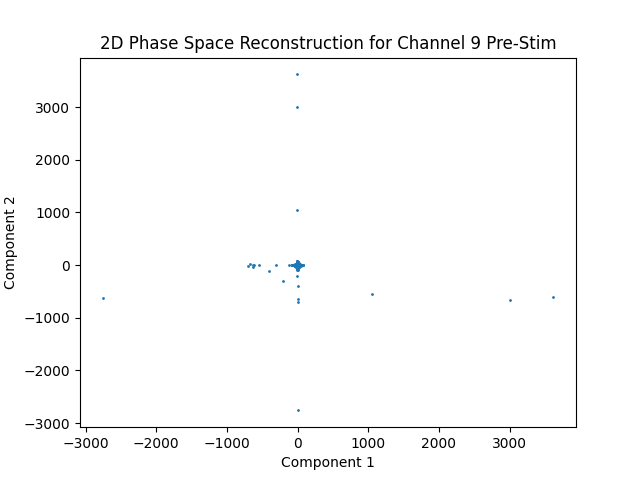 2D Phase Space Reconstruction for Channel 9 Pre-Stim
3000
2000
1000
0
−1000
−2000
−3000
Component 2
−3000 −2000 −1000 0 1000 2000 3000
Component 1